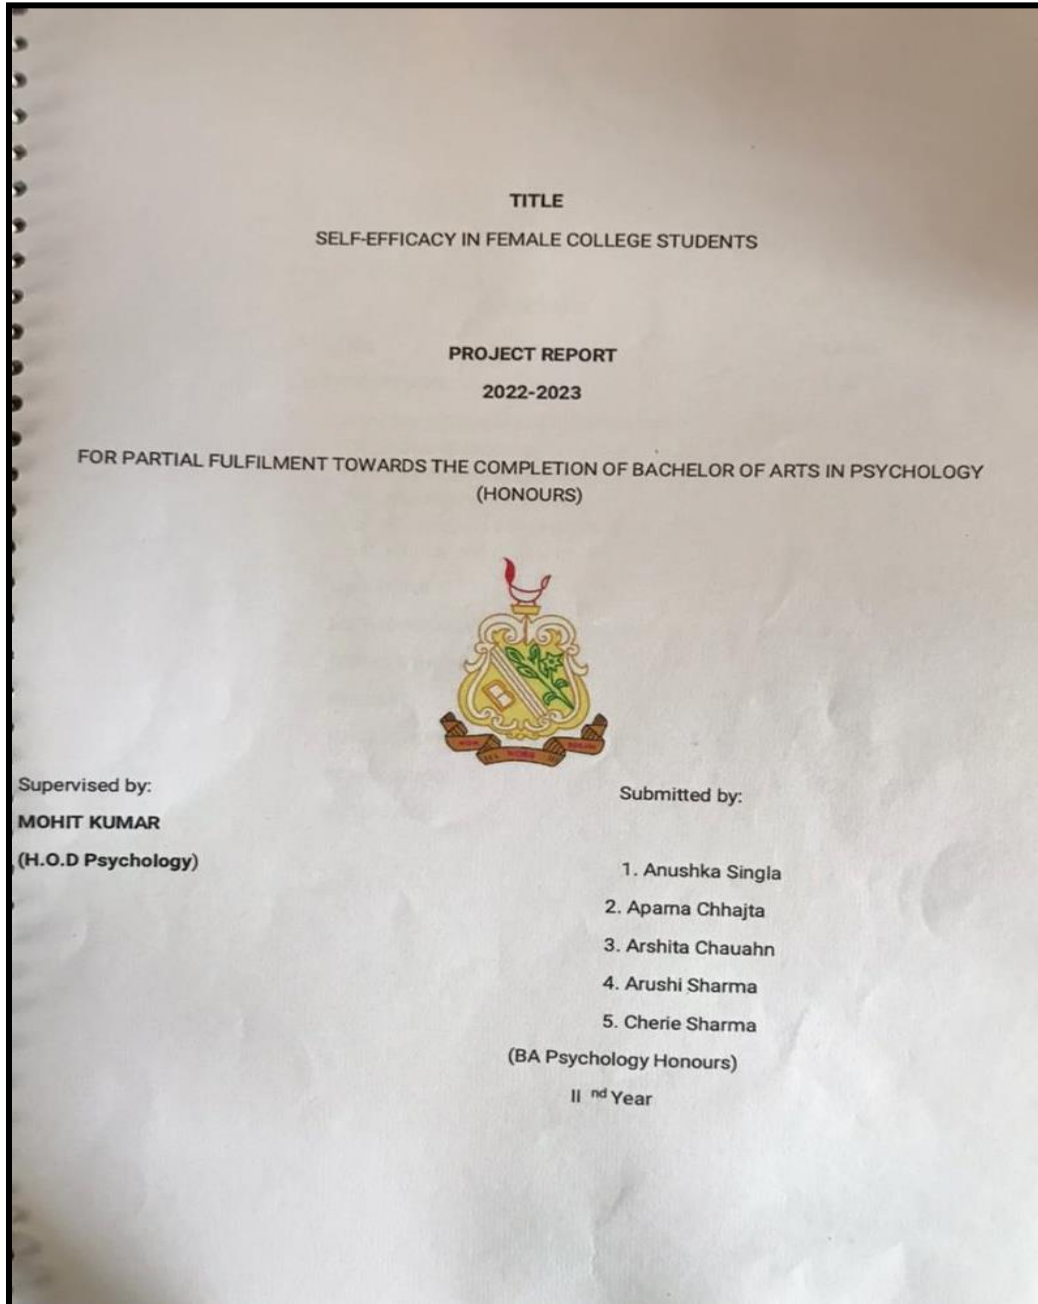 TITLE
SELF-EFFICACY IN FEMALE COLLEGE STUDENTS
PROJECT REPORT
2022-2023
FOR PARTIAL FULFILMENT TOWARDS THE COMPLETION OF BACHELOR OF ARTS IN PSYCHOLOGY
(HONOURS)
Supervised by:
MOHIT KUMAR
(H.O.D Psychology)
Submitted by:
1. Anushka Singla
2. Aparna Chhajta
3. Arshita Chauahn
4. Arushi Sharma
5. Cherie Sharma
(BA Psychology Honours)
II nd Year